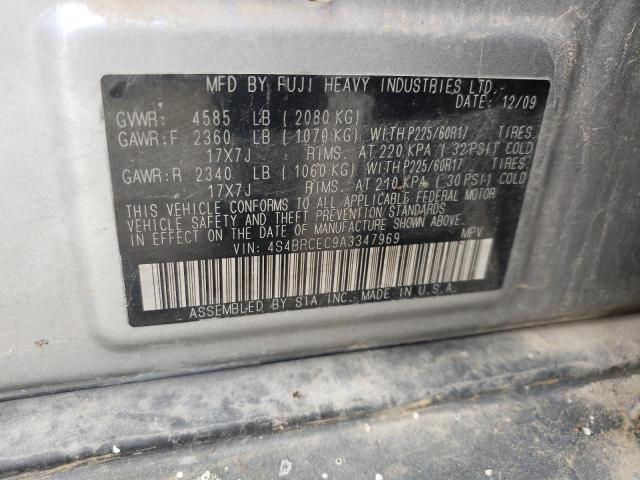 MFD BY FUJI HEAVY INDUSTRIES LTD.
DATE: 12/09
GVWR: 4585 LB (2080 KG)
GAWR:F 2360 LB (1070 KG) WITH P225/60R17 TIRES.
17X7J RIMS. AT 220 KPA (32 PSI) COLD
GAWR:R 2340 LB (1060 KG) WITH P225/60R17 TIRES.
17X7J RIMS. AT 210 KPA (30 PSI) COLD
THIS VEHICLE CONFORMS TO ALL APPLICABLE FEDERAL MOTOR
VEHICLE SAFETY AND THEFT PREVENTION STANDARDS
IN EFFECT ON THE DATE OF MANUFACTURE SHOWN ABOVE.
VIN: 4S4BRCEC9A3347969 MPV
ASSEMBLED BY SIA INC. MADE IN U.S.A.